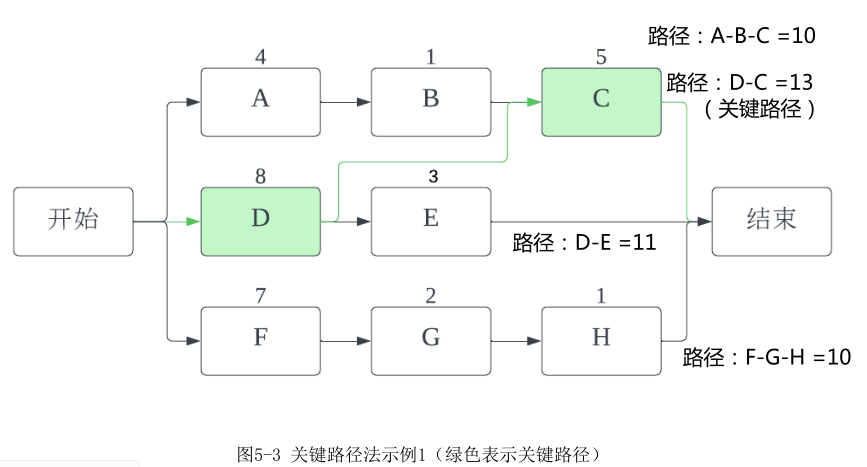 路径：A-B-C =10
4
1
5
A
B
C
路径：D-C =13
（关键路径）
8
3
开始
D
E
结束
路径：D-E =11
7
2
1
F
G
H
路径：F-G-H =10
图5-3 关键路径法示例1（绿色表示关键路径）